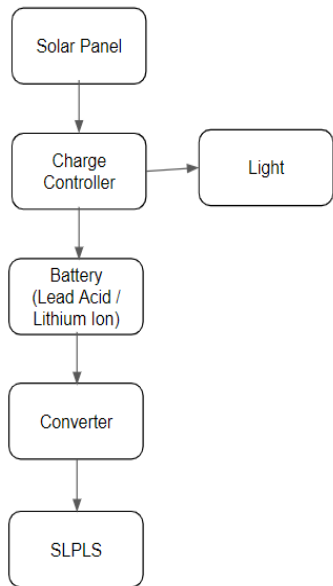 Solar Panel
Charge
Controller
Light
Battery
(Lead Acid /
Lithium Ion)
Converter
SLPLS